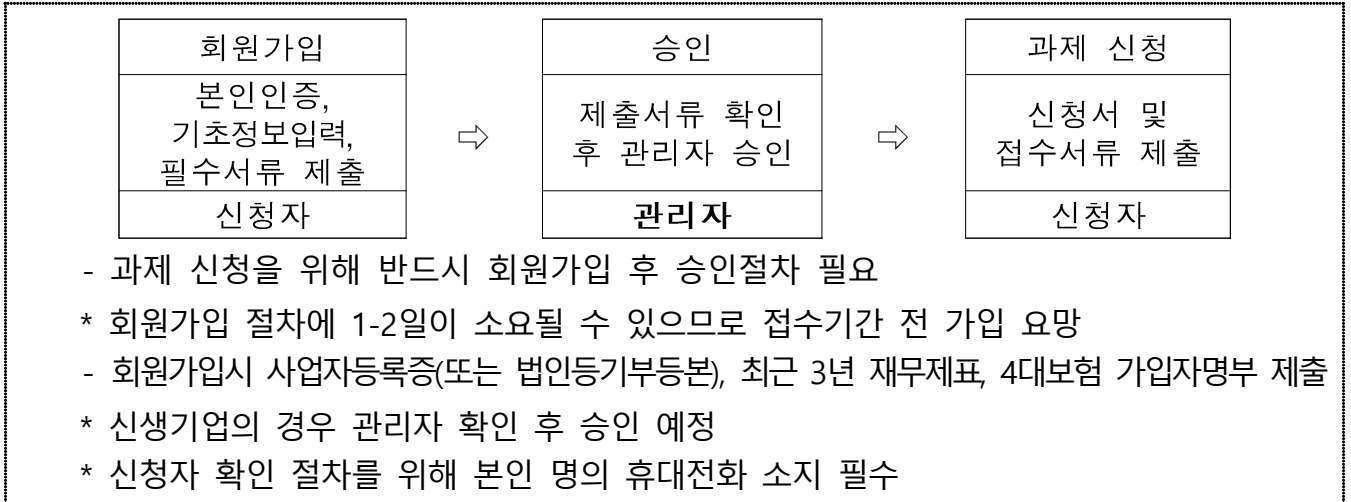 회원가입
본인인증,
기초정보입력,
필수서류 제출
신청자
⇨
승인
제출서류 확인
후 관리자 승인
관리자
⇨
과제 신청
신청서 및
접수서류 제출
신청자
- 과제 신청을 위해 반드시 회원가입 후 승인절차 필요
* 회원가입 절차에 1-2일이 소요될 수 있으므로 접수기간 전 가입 요망
- 회원가입시 사업자등록증(또는 법인등기부등본), 최근 3년 재무제표, 4대보험 가입자명부 제출
* 신생기업의 경우 관리자 확인 후 승인 예정
* 신청자 확인 절차를 위해 본인 명의 휴대전화 소지 필수